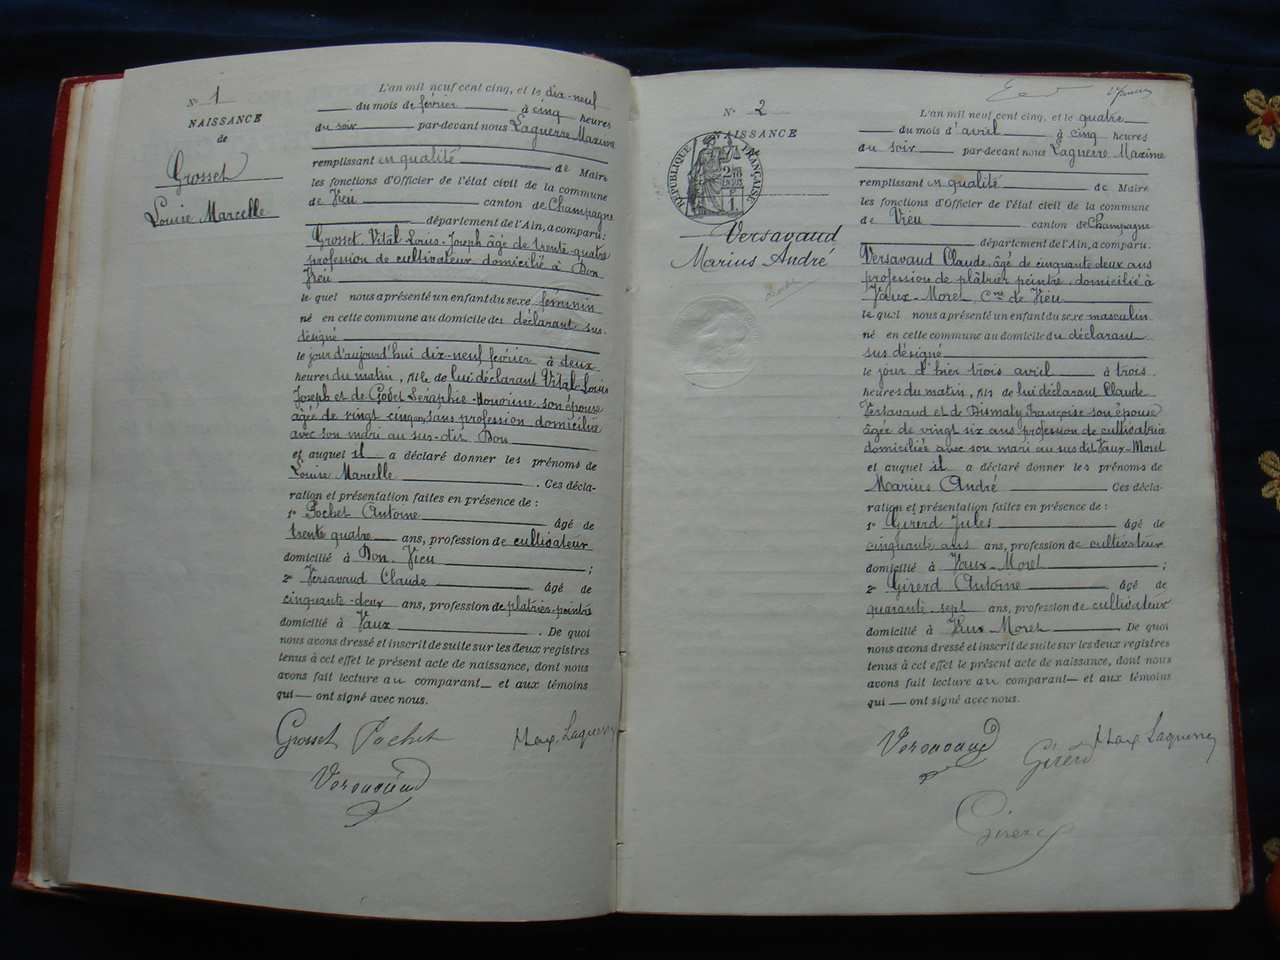 N° 1
NAISSANCE
de
Grosset
Louise Marcelle
L'an mil neuf cent cinq, et le dix-neuf
du mois de février à cinq heures
du soir par-devant nous Laguerre Maxime
remplissant en qualité de Maire
les fonctions d'Officier de l'état civil de la commune
de Vieu canton de Champagne
département de l'Ain, a comparu:
Grosset Vital-Louis-Joseph âgé de trente-quatre
profession de cultivateur domicilié à Don
Vieu
le quel nous a présenté un enfant du sexe féminin
né en cette commune au domicile des déclarant sus-
désigné
le jour d'aujourd'hui dix-neuf février à deux
heures du matin, fille de lui déclarant Vital-Louis
Joseph et de Godet Séraphie-Honorine son épouse
âgée de vingt cinq ans, sans profession domiciliée
avec son mari au sus-dit Don
et auquel il a déclaré donner les prénoms de
Louise Marcelle . Ces décla-
ration et présentation faites en présence de :
1° Pochet Antoine âgé de
trente quatre ans, profession de cultivateur
domicilié à Don. Vieu ;
2° Versavaud Claude âgé de
cinquante-deux ans, profession de plâtrier-peintre
domicilié à Vaux . De quoi
nous avons dressé et inscrit de suite sur les deux registres
tenus à cet effet le présent acte de naissance, dont nous
avons fait lecture au comparant et aux témoins
qui ont signé avec nous.
Grosset Pochet Max Laguerre
Versavaud
N° 2
NAISSANCE
RÉPUBLIQUE FRANÇAISE
Versavaud
Marius André
L'an mil neuf cent cinq, et le quatre
du mois d'avril à cinq heures
du soir par-devant nous Laguerre Maxime
remplissant en qualité de Maire
les fonctions d'Officier de l'état civil de la commune
de Vieu canton de Champagne
département de l'Ain, a comparu:
Versavaud Claude, âgé de cinquante deux ans
profession de plâtrier peintre, domicilié à
Vaux-Moret, Cne de Vieu
le quel nous a présenté un enfant du sexe masculin
né en cette commune au domicile du déclarant
sus désigné
le jour d'hier trois avril à trois
heures du matin, fils de lui déclarant Claude
Versavaud et de Dismaly Françoise son épouse
âgée de vingt six ans profession de cultivatrice
domiciliée avec son mari au sus dit Vaux-Moret
et auquel il a déclaré donner les prénoms de
Marius André Ces décla-
ration et présentation faites en présence de :
1° Girerd Jules âgé de
cinquante ans ans, profession de cultivateur
domicilié à Vaux-Moret ;
2° Girerd Antoine âgé de
quarante-sept ans, profession de cultivateur
domicilié à Vaux-Moret . De quoi
nous avons dressé et inscrit de suite sur les deux registres
tenus à cet effet le présent acte de naissance, dont nous
avons fait lecture au comparant et aux témoins
qui ont signé avec nous.
Versavaud Girerd Max Laguerre
Girerd